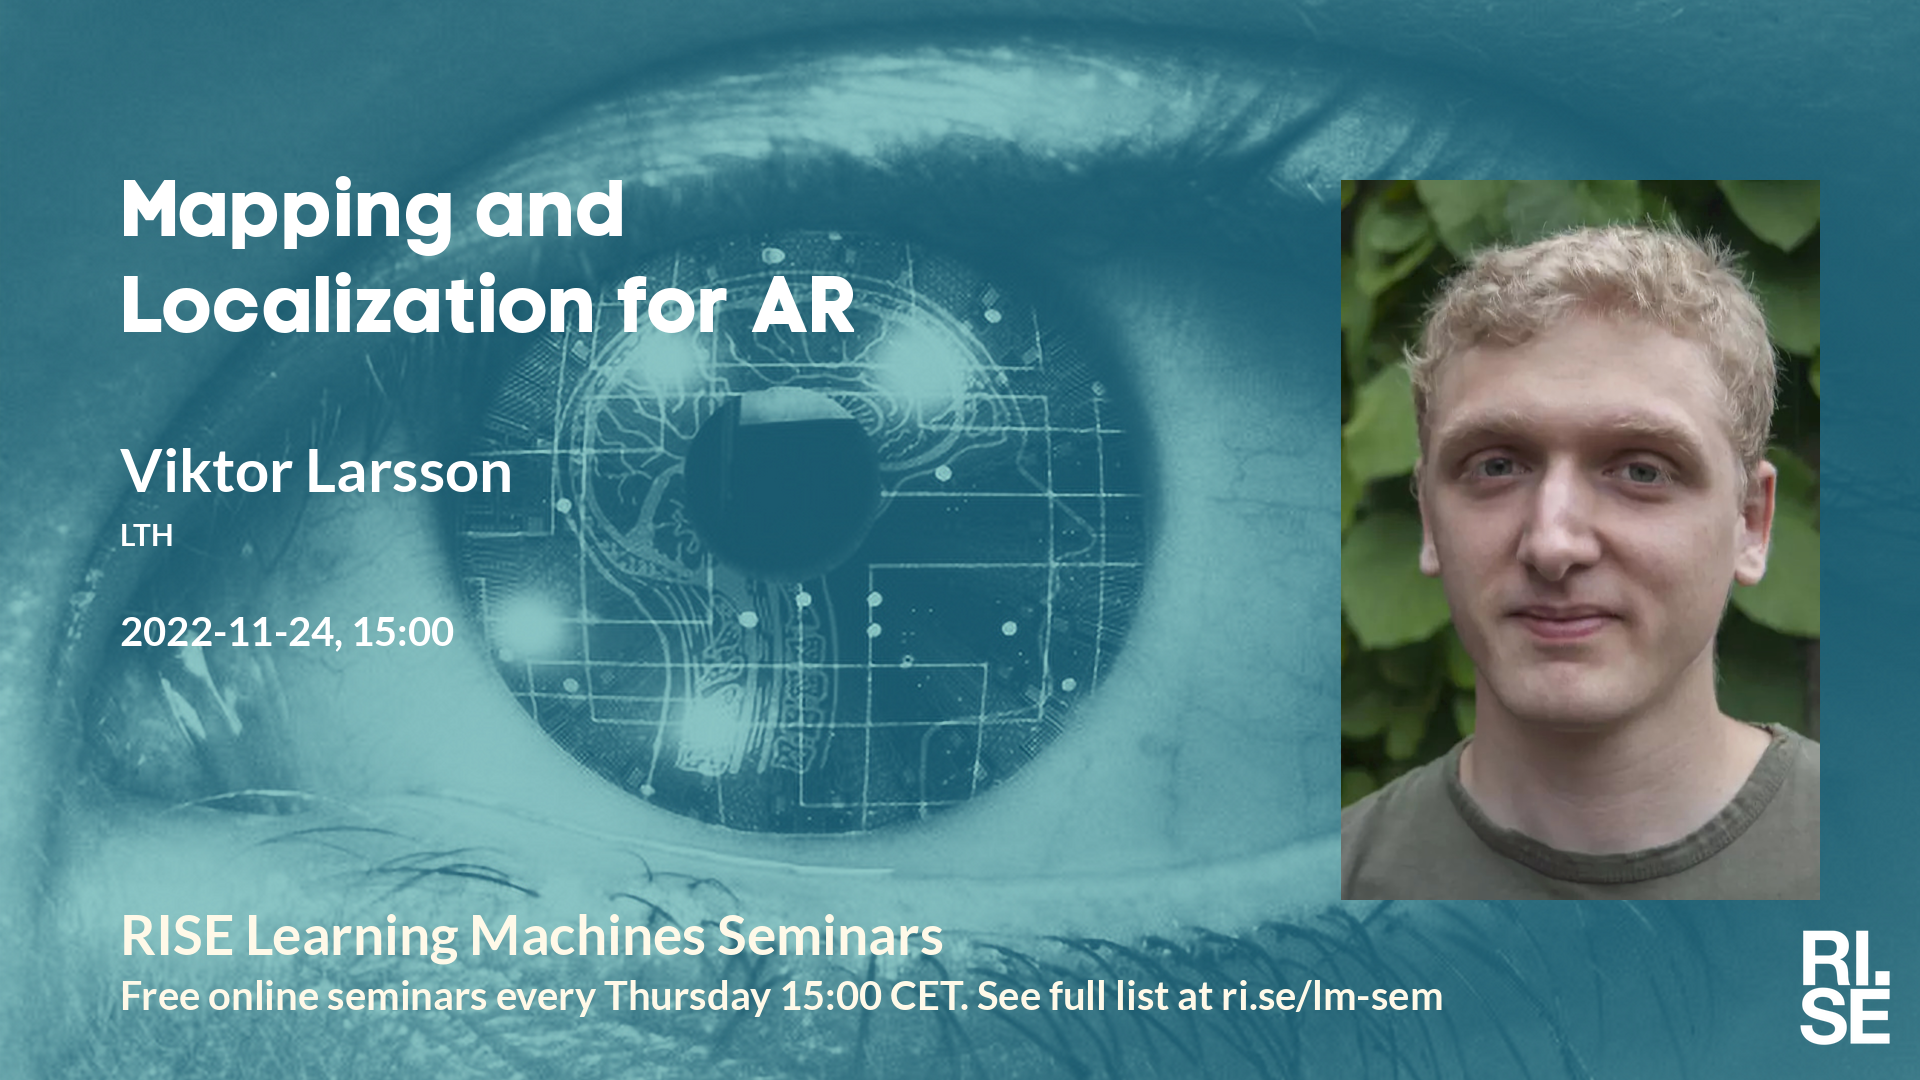 Mapping and
Localization for AR
Viktor Larsson
LTH
2022-11-24, 15:00
RISE Learning Machines Seminars
Free online seminars every Thursday 15:00 CET. See full list at ri.se/lm-sem
RI.
SE